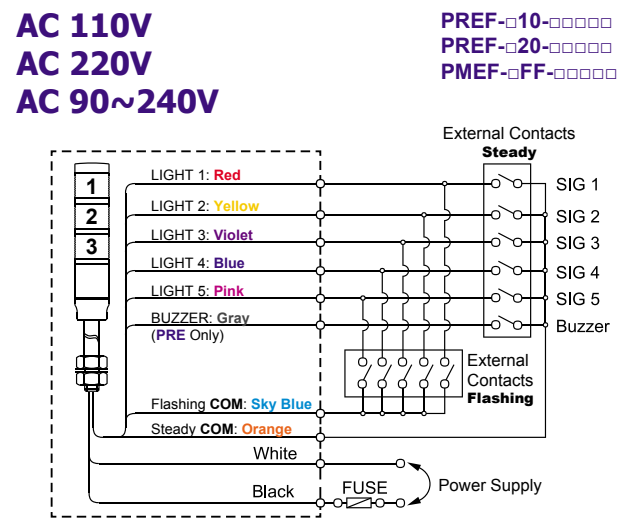 AC 110V
AC 220V
AC 90~240V
PREF-□10-□□□□□
PREF-□20-□□□□□
PMEF-□FF-□□□□□
External Contacts
Steady
1
2
3
LIGHT 1: Red
LIGHT 2: Yellow
LIGHT 3: Violet
LIGHT 4: Blue
LIGHT 5: Pink
BUZZER: Gray
(PRE Only)
SIG 1
SIG 2
SIG 3
SIG 4
SIG 5
Buzzer
External
Contacts
Flashing
Flashing COM: Sky Blue
Steady COM: Orange
White
Black
FUSE
Power Supply